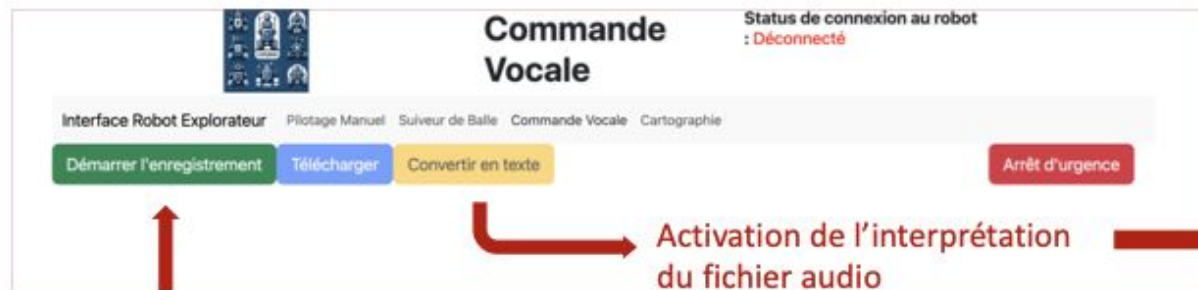 Commande
Vocale
Status de connexion au robot
: Déconnecté
Interface Robot Explorateur Pilotage Manuel Suiveur de Balle Commande Vocale Cartographie
Démarrer l'enregistrement Télécharger Convertir en texte Arrêt d'urgence
Activation de l'interprétation
du fichier audio